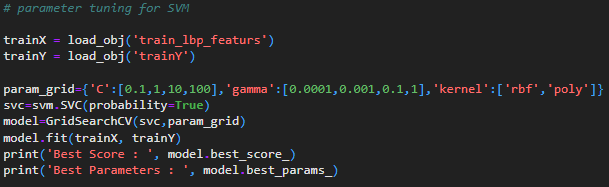 # parameter tuning for SVM
trainX = load_obj('train_lbp_featurs')
trainY = load_obj('trainY')
param_grid={'C':[0.1,1,10,100],'gamma':[0.0001,0.001,0.1,1],'kernel':['rbf','poly']}
svc=svm.SVC(probability=True)
model=GridSearchCV(svc,param_grid)
model.fit(trainX, trainY)
print('Best Score : ', model.best_score_)
print('Best Parameters : ', model.best_params_)